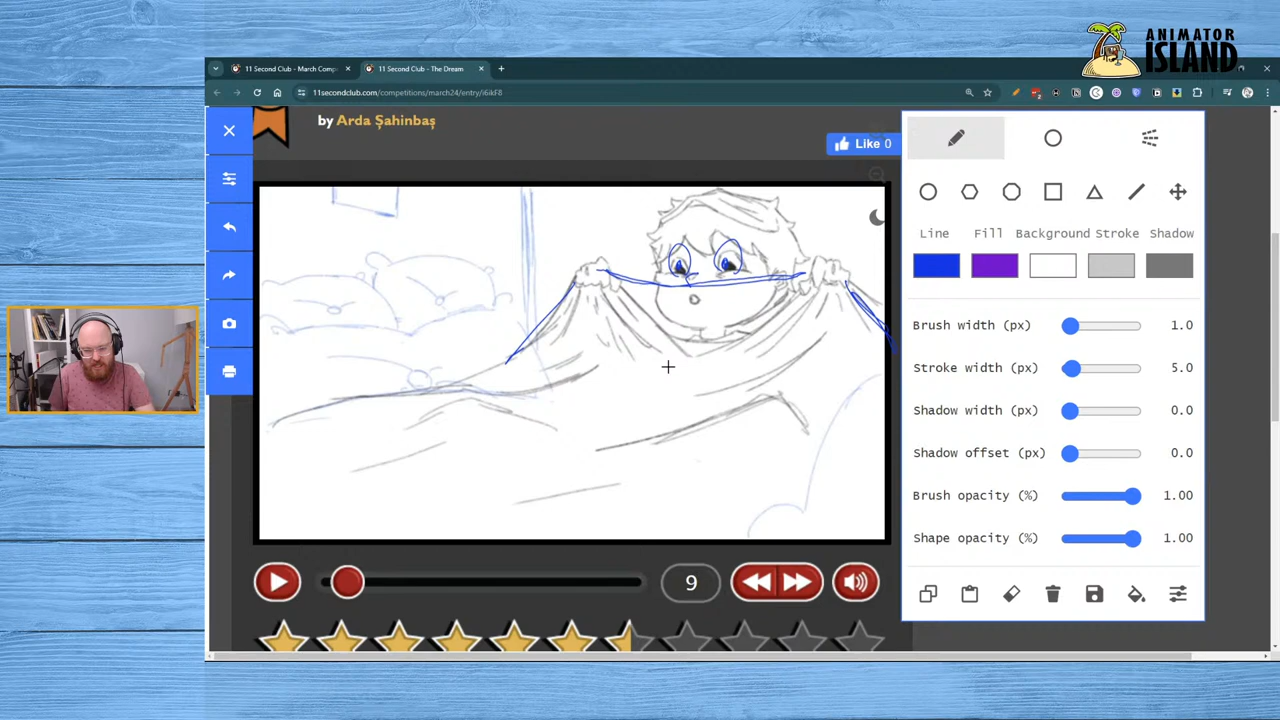 ANIMATOR
ISLAND
11 Second Club - March Comp
11 Second Club - The Dream
11secondclub.com/competitions/march24/entry/i6ikF8
by Arda Şahinbaş
Like 0
Line
Fill
Background
Stroke
Shadow
Brush width (px)
1.0
Stroke width (px)
5.0
Shadow width (px)
0.0
Shadow offset (px)
0.0
Brush opacity (%)
1.00
Shape opacity (%)
1.00
9